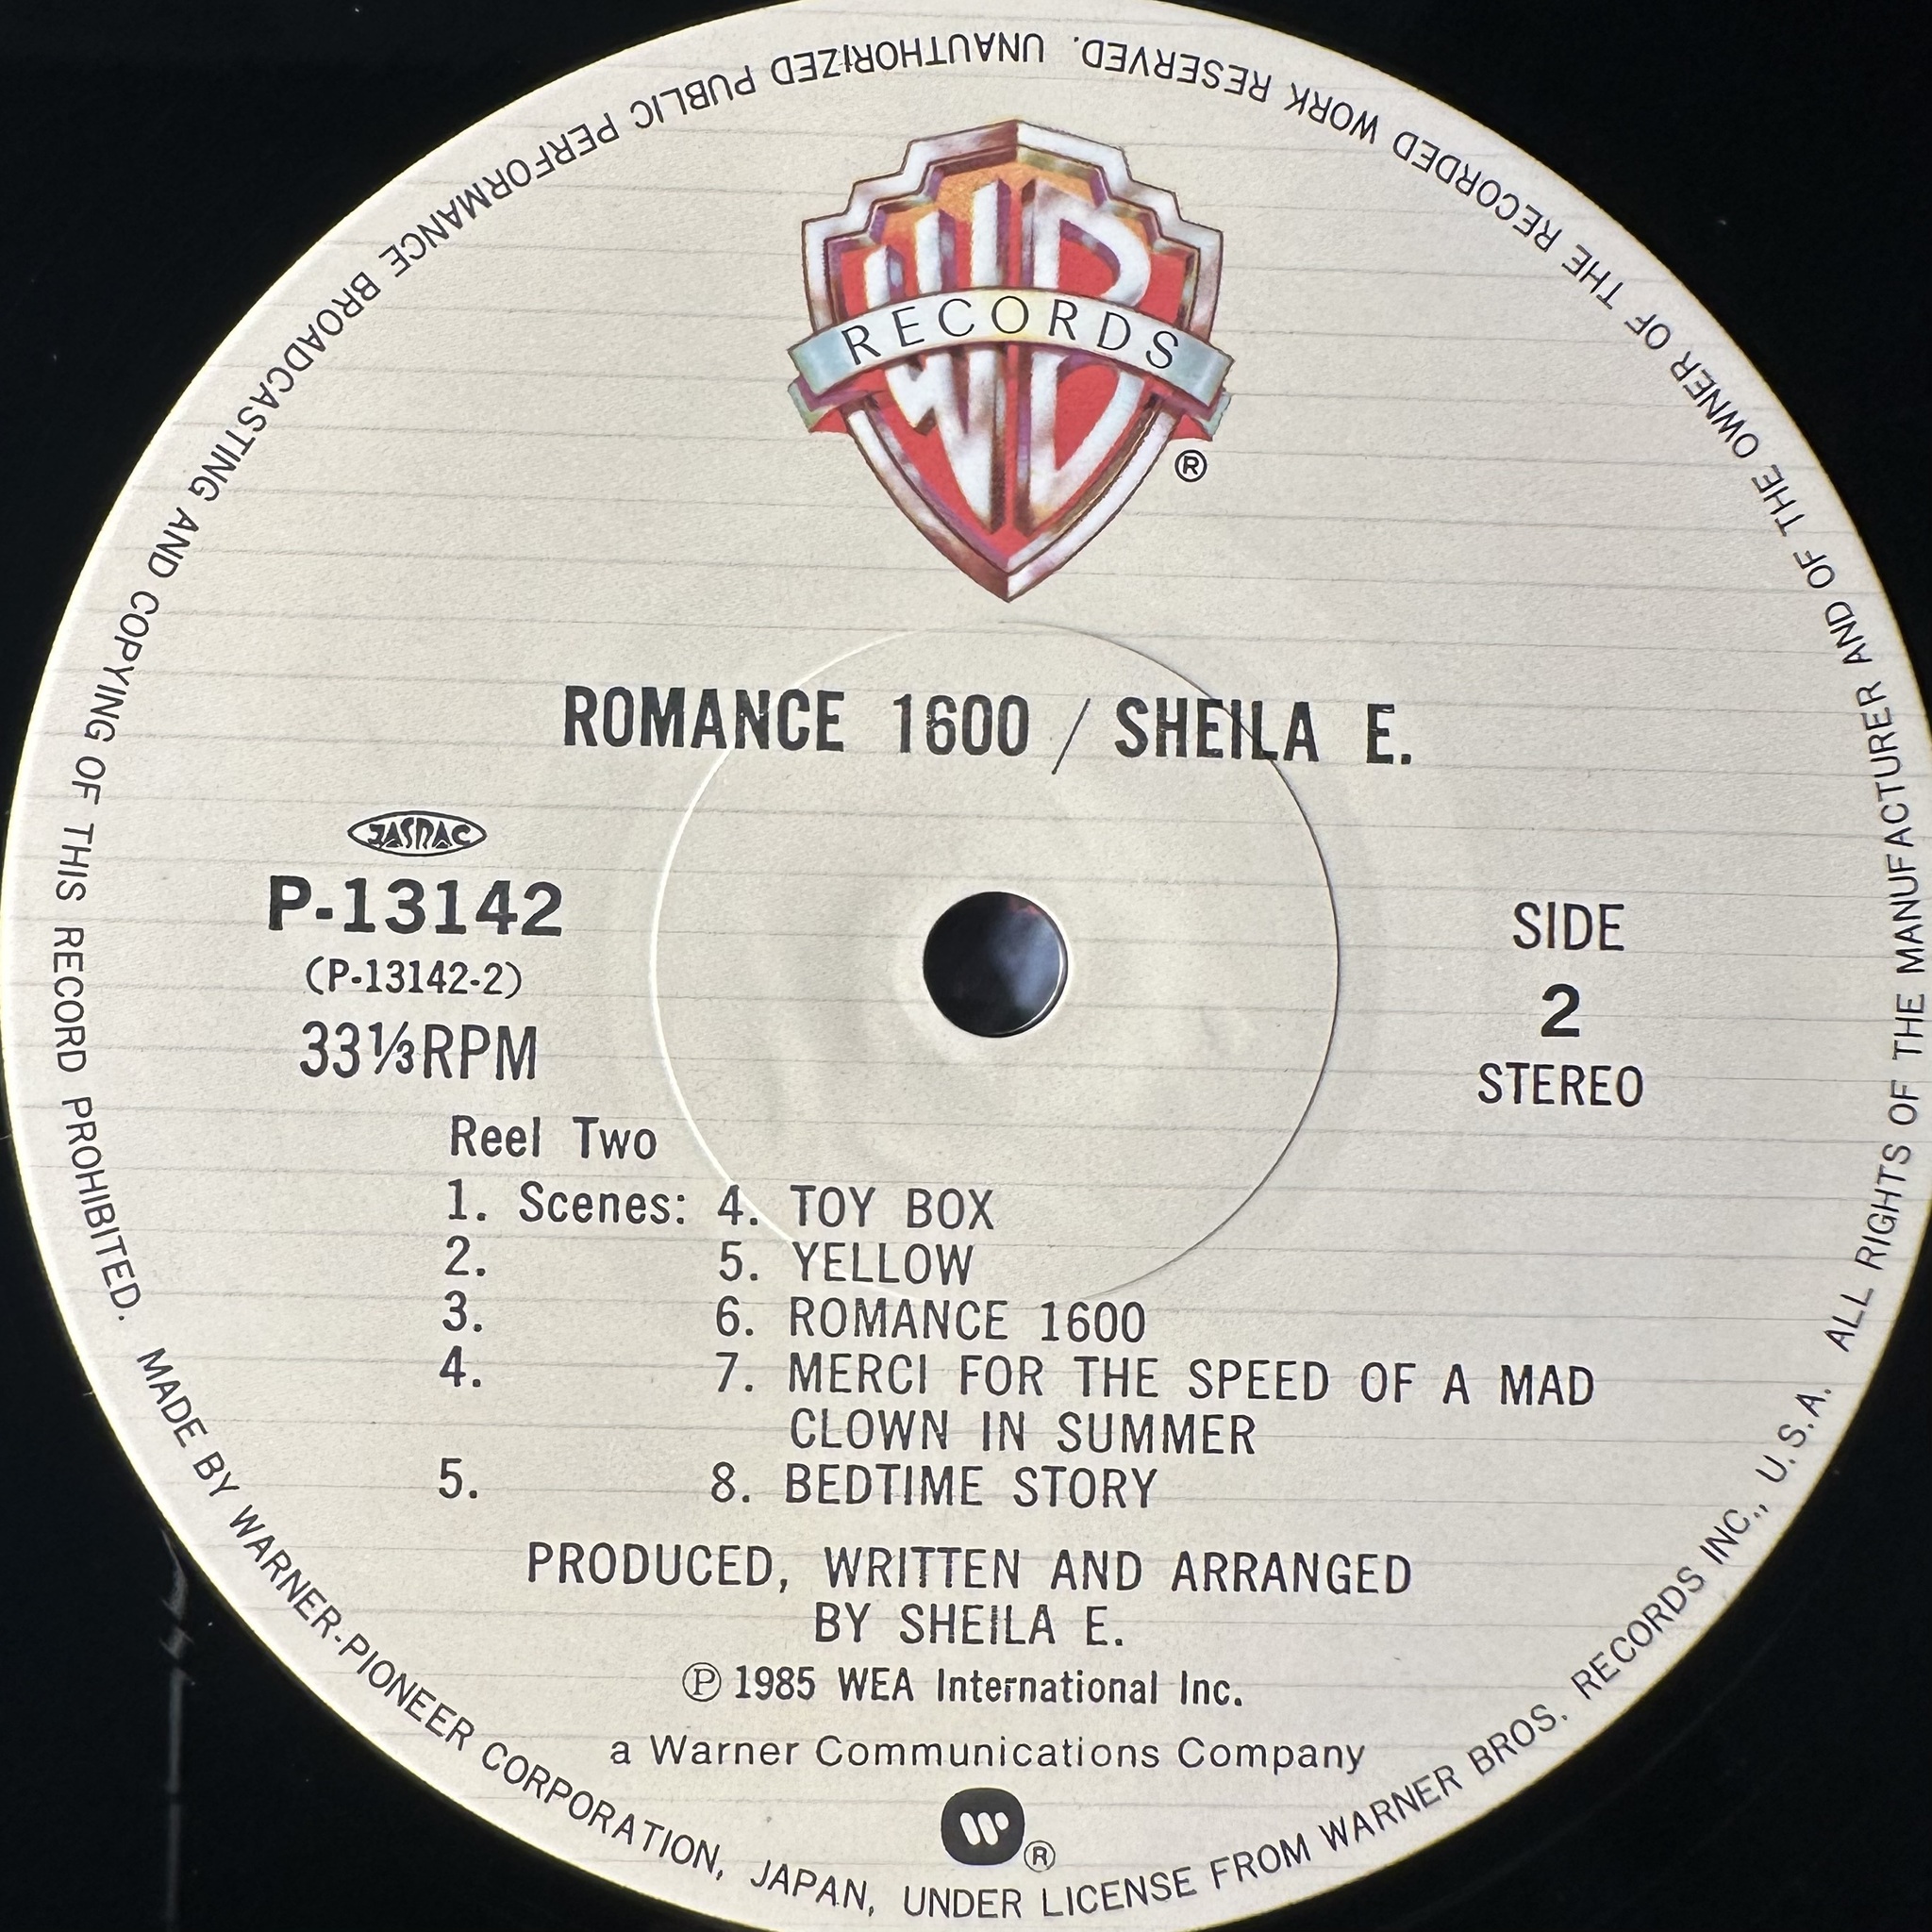 WB
RECORDS
®
ROMANCE 1600 / SHEILA E.
JASRAC
P-13142
(P-13142-2)
33⅓RPM
SIDE
2
STEREO
Reel Two
1. Scenes: 4. TOY BOX
2. 5. YELLOW
3. 6. ROMANCE 1600
4. 7. MERCI FOR THE SPEED OF A MAD
CLOWN IN SUMMER
5. 8. BEDTIME STORY
PRODUCED, WRITTEN AND ARRANGED
BY SHEILA E.
℗ 1985 WEA International Inc.
a Warner Communications Company
W ®
MADE BY WARNER-PIONEER CORPORATION, JAPAN, UNDER LICENSE FROM WARNER BROS. RECORDS INC., U.S.A. ALL RIGHTS OF THE MANUFACTURER AND OF THE OWNER OF THE RECORDED WORK RESERVED. UNAUTHORIZED PUBLIC PERFORMANCE BROADCASTING AND COPYING OF THIS RECORD PROHIBITED.